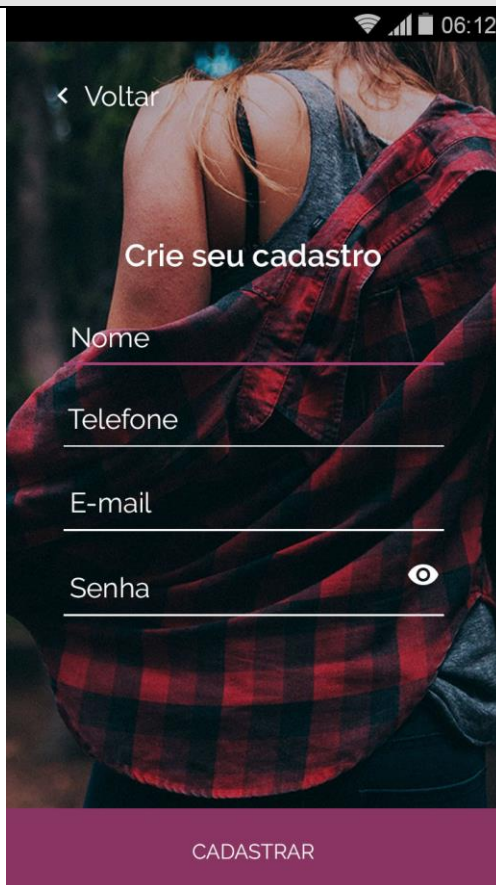 06:12
Voltar
Crie seu cadastro
Nome
Telefone
E-mail
Senha
CADASTRAR